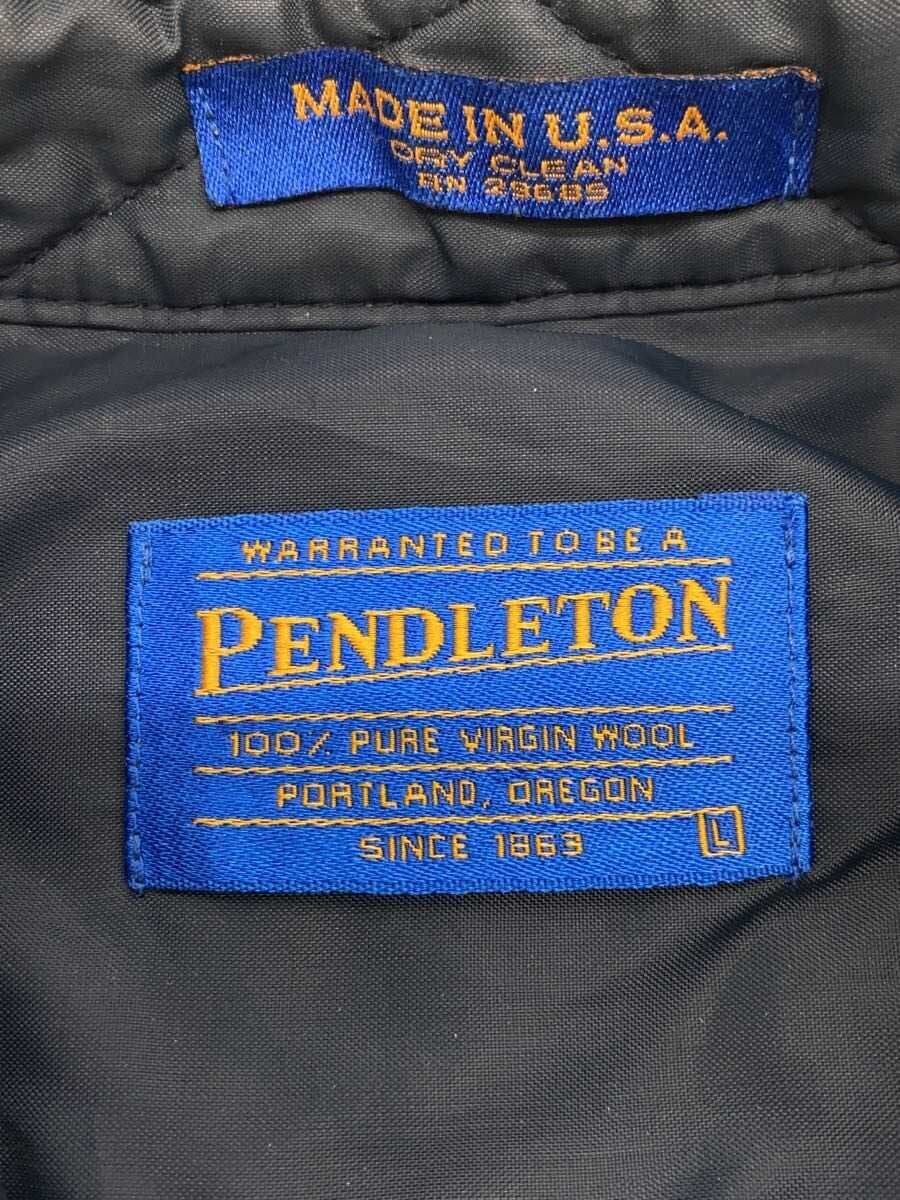 MADE IN U.S.A.
DRY CLEAN
RN 29685
WARRANTED TO BE A
PENDLETON
100% PURE VIRGIN WOOL
PORTLAND, OREGON
SINCE 1863
L